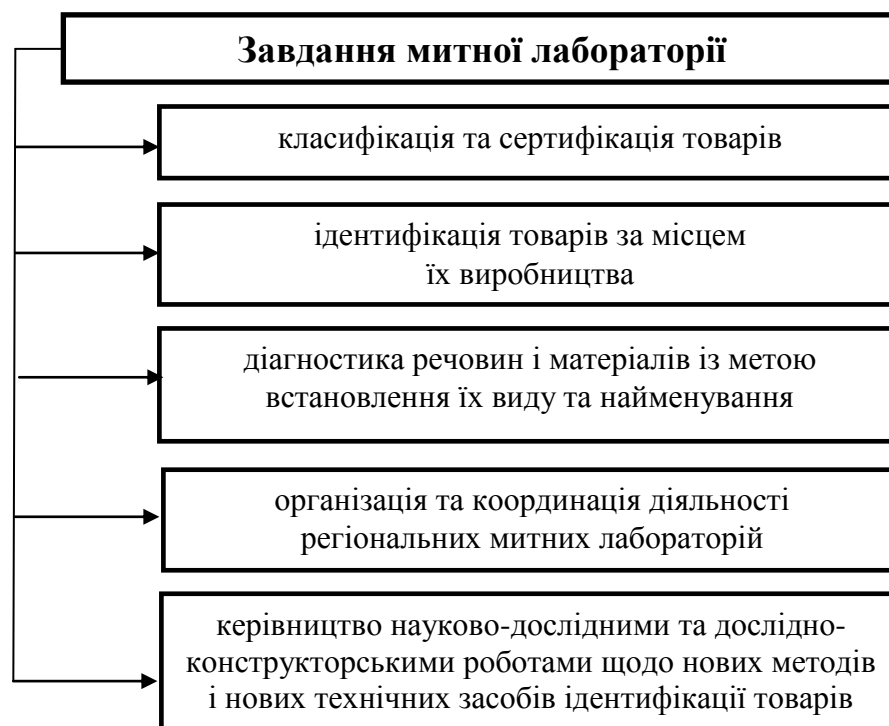 Завдання митної лабораторії
класифікація та сертифікація товарів
ідентифікація товарів за місцем
їх виробництва
діагностика речовин і матеріалів із метою
встановлення їх виду та найменування
організація та координація діяльності
регіональних митних лабораторій
керівництво науково-дослідними та дослідно-
конструкторськими роботами щодо нових методів
і нових технічних засобів ідентифікації товарів